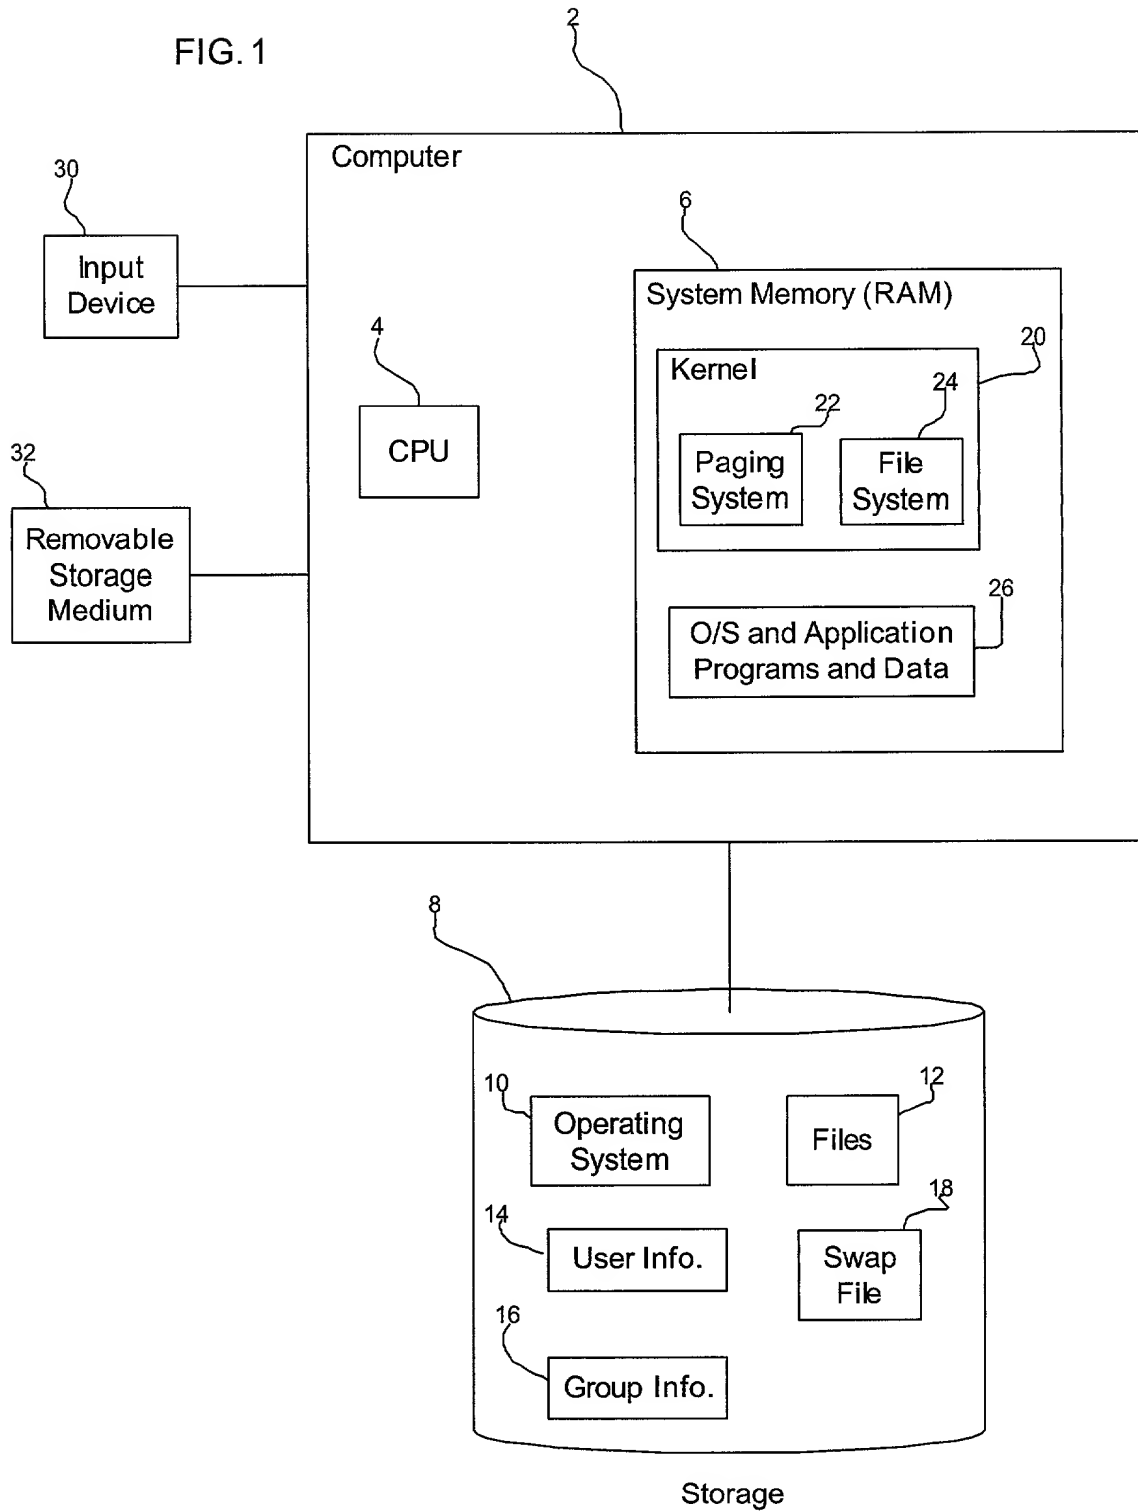 FIG. 1
2
Computer
30
Input
Device
6
System Memory (RAM)
4
CPU
20
Kernel
22
Paging
System
24
File
System
32
Removable
Storage
Medium
26
O/S and Application
Programs and Data
8
10
Operating
System
12
Files
14
User Info.
18
Swap
File
16
Group Info.
Storage